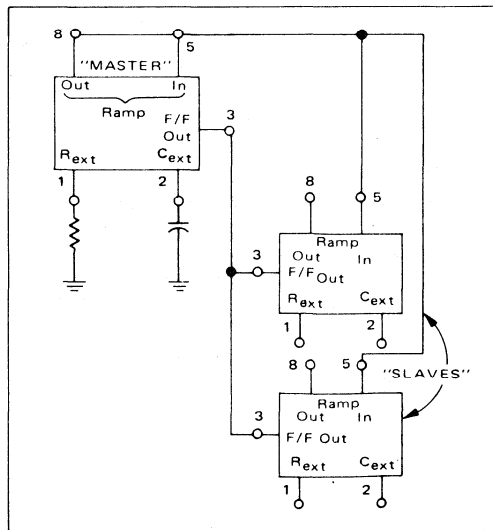 8
5
"MASTER"
Out In
Ramp
F/F
Out
3
Rext Cext
1 2
8 5
Ramp
Out In
3
F/F Out
Rext Cext
1 2
8 5
"SLAVES"
Ramp
Out In
3
F/F Out
Rext Cext
1 2